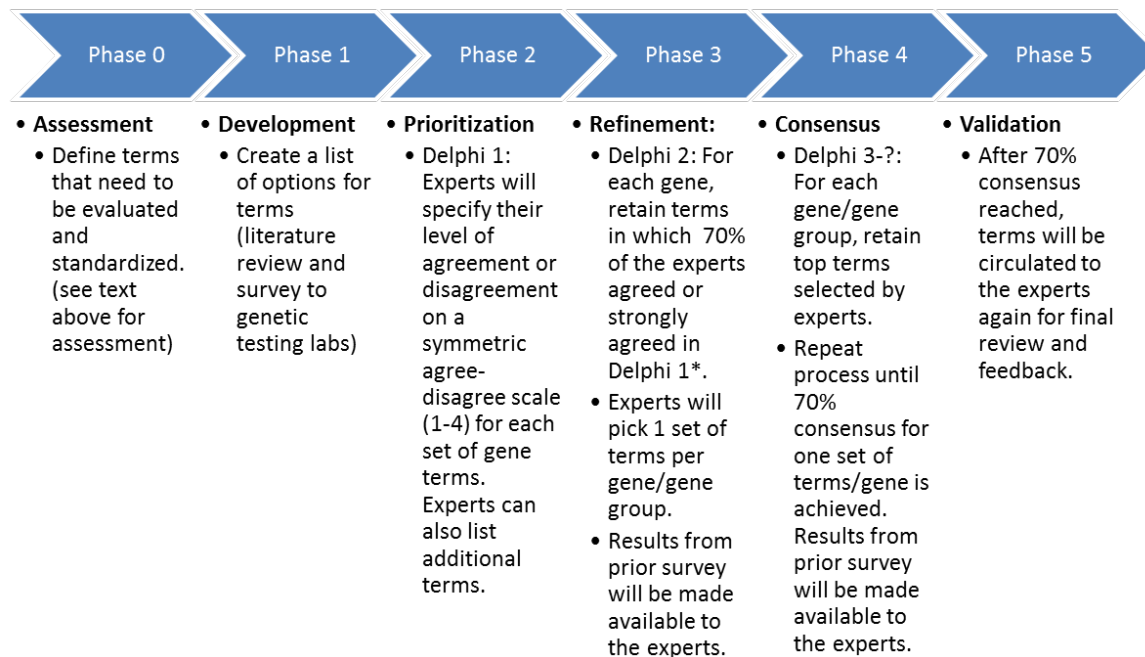 Phase 0
Phase 1
Phase 2
Phase 3
Phase 4
Phase 5
• Assessment
• Define terms
that need to
be evaluated
and
standardized.
(see text
above for
assessment)
• Development
• Create a list
of options for
terms
(literature
review and
survey to
genetic
testing labs)
• Prioritization
• Delphi 1:
Experts will
specify their
level of
agreement or
disagreement
on a
symmetric
agree-
disagree scale
(1-4) for each
set of gene
terms.
Experts can
also list
additional
terms.
• Refinement:
• Delphi 2: For
each gene,
retain terms
in which 70%
of the experts
agreed or
strongly
agreed in
Delphi 1*.
• Experts will
pick 1 set of
terms per
gene/gene
group.
• Results from
prior survey
will be made
available to
the experts.
• Consensus
• Delphi 3-?:
For each
gene/gene
group, retain
top terms
selected by
experts.
• Repeat
process until
70%
consensus for
one set of
terms/gene is
achieved.
Results from
prior survey
will be made
available to
the experts.
• Validation
• After 70%
consensus
reached,
terms will be
circulated to
the experts
again for final
review and
feedback.